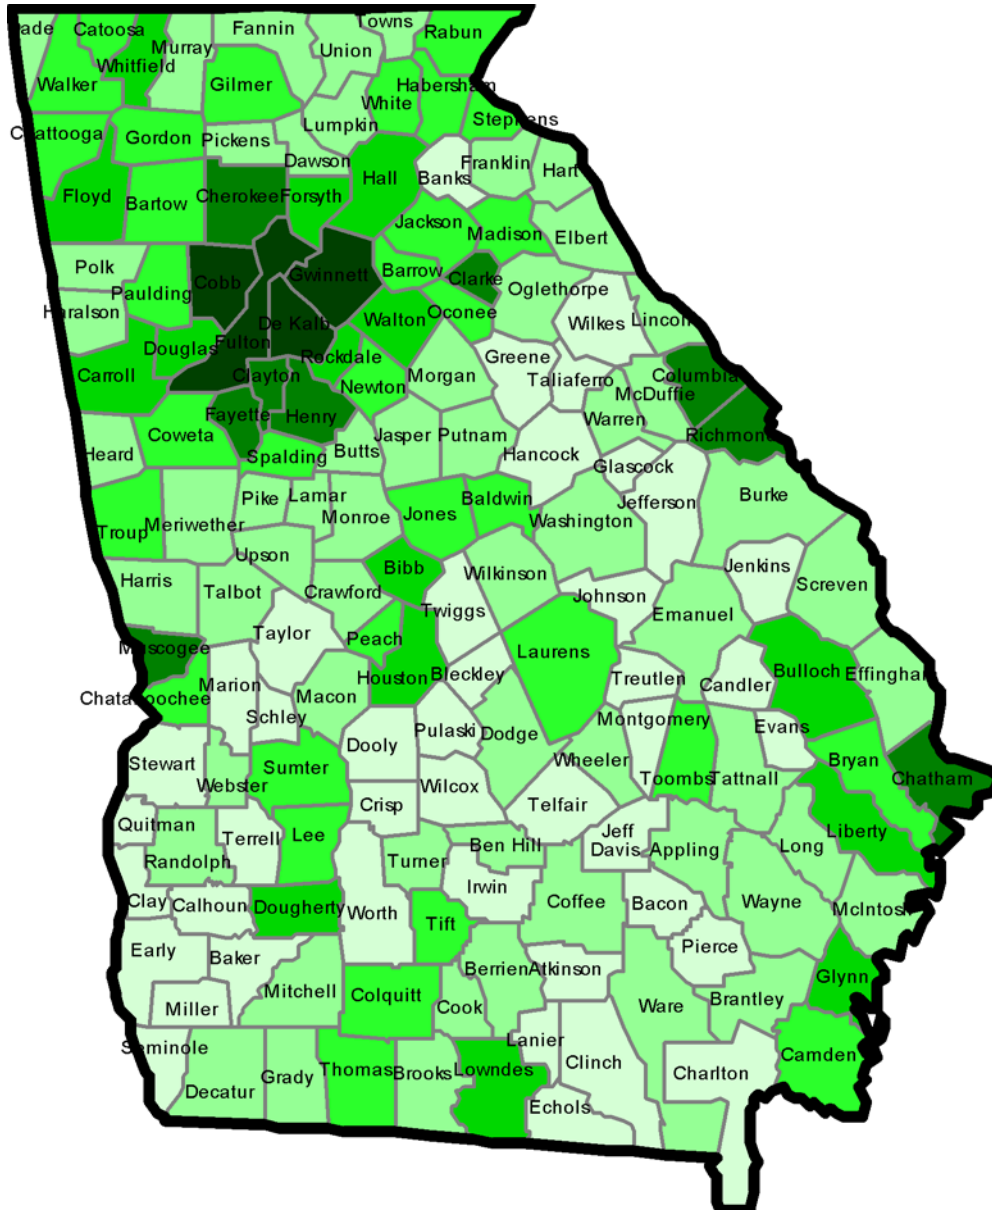 Towns
Rabun
Fannin
Catoosa
ade
Union
Murray
Whitfield
Walker
Gilmer
Habersham
White
Stephens
Lumpkin
Chattooga
Gordon
Pickens
Dawson
Franklin
Hart
Banks
Hall
Floyd
Bartow
Cherokee
Forsyth
Jackson
Madison
Elbert
Polk
Cobb
Gwinnett
Barrow
Clarke
Oglethorpe
Paulding
Haralson
Walton
Oconee
Wilkes
Lincoln
De Kalb
Fulton
Douglas
Rockdale
Greene
Carroll
Clayton
Newton
Morgan
Taliaferro
Columbia
McDuffie
Fayette
Henry
Warren
Coweta
Jasper
Putnam
Richmond
Heard
Spalding
Butts
Hancock
Glascock
Pike
Lamar
Baldwin
Jefferson
Burke
Troup
Meriwether
Monroe
Jones
Washington
Upson
Harris
Talbot
Crawford
Bibb
Wilkinson
Jenkins
Screven
Johnson
Twiggs
Emanuel
Taylor
Peach
Muscogee
Laurens
Marion
Houston
Bleckley
Treutlen
Candler
Bulloch
Effingham
Chattahoochee
Macon
Schley
Dooly
Pulaski
Dodge
Montgomery
Evans
Stewart
Webster
Sumter
Wheeler
Bryan
Chatham
Toombs
Tattnall
Wilcox
Crisp
Telfair
Quitman
Terrell
Lee
Jeff
Davis
Liberty
Randolph
Turner
Ben Hill
Appling
Long
Clay
Calhoun
Dougherty
Worth
Irwin
Coffee
Bacon
Wayne
McIntosh
Tift
Early
Baker
Pierce
Berrien
Atkinson
Glynn
Miller
Mitchell
Colquitt
Cook
Ware
Brantley
Seminole
Lanier
Decatur
Grady
Thomas
Brooks
Lowndes
Clinch
Charlton
Camden
Echols